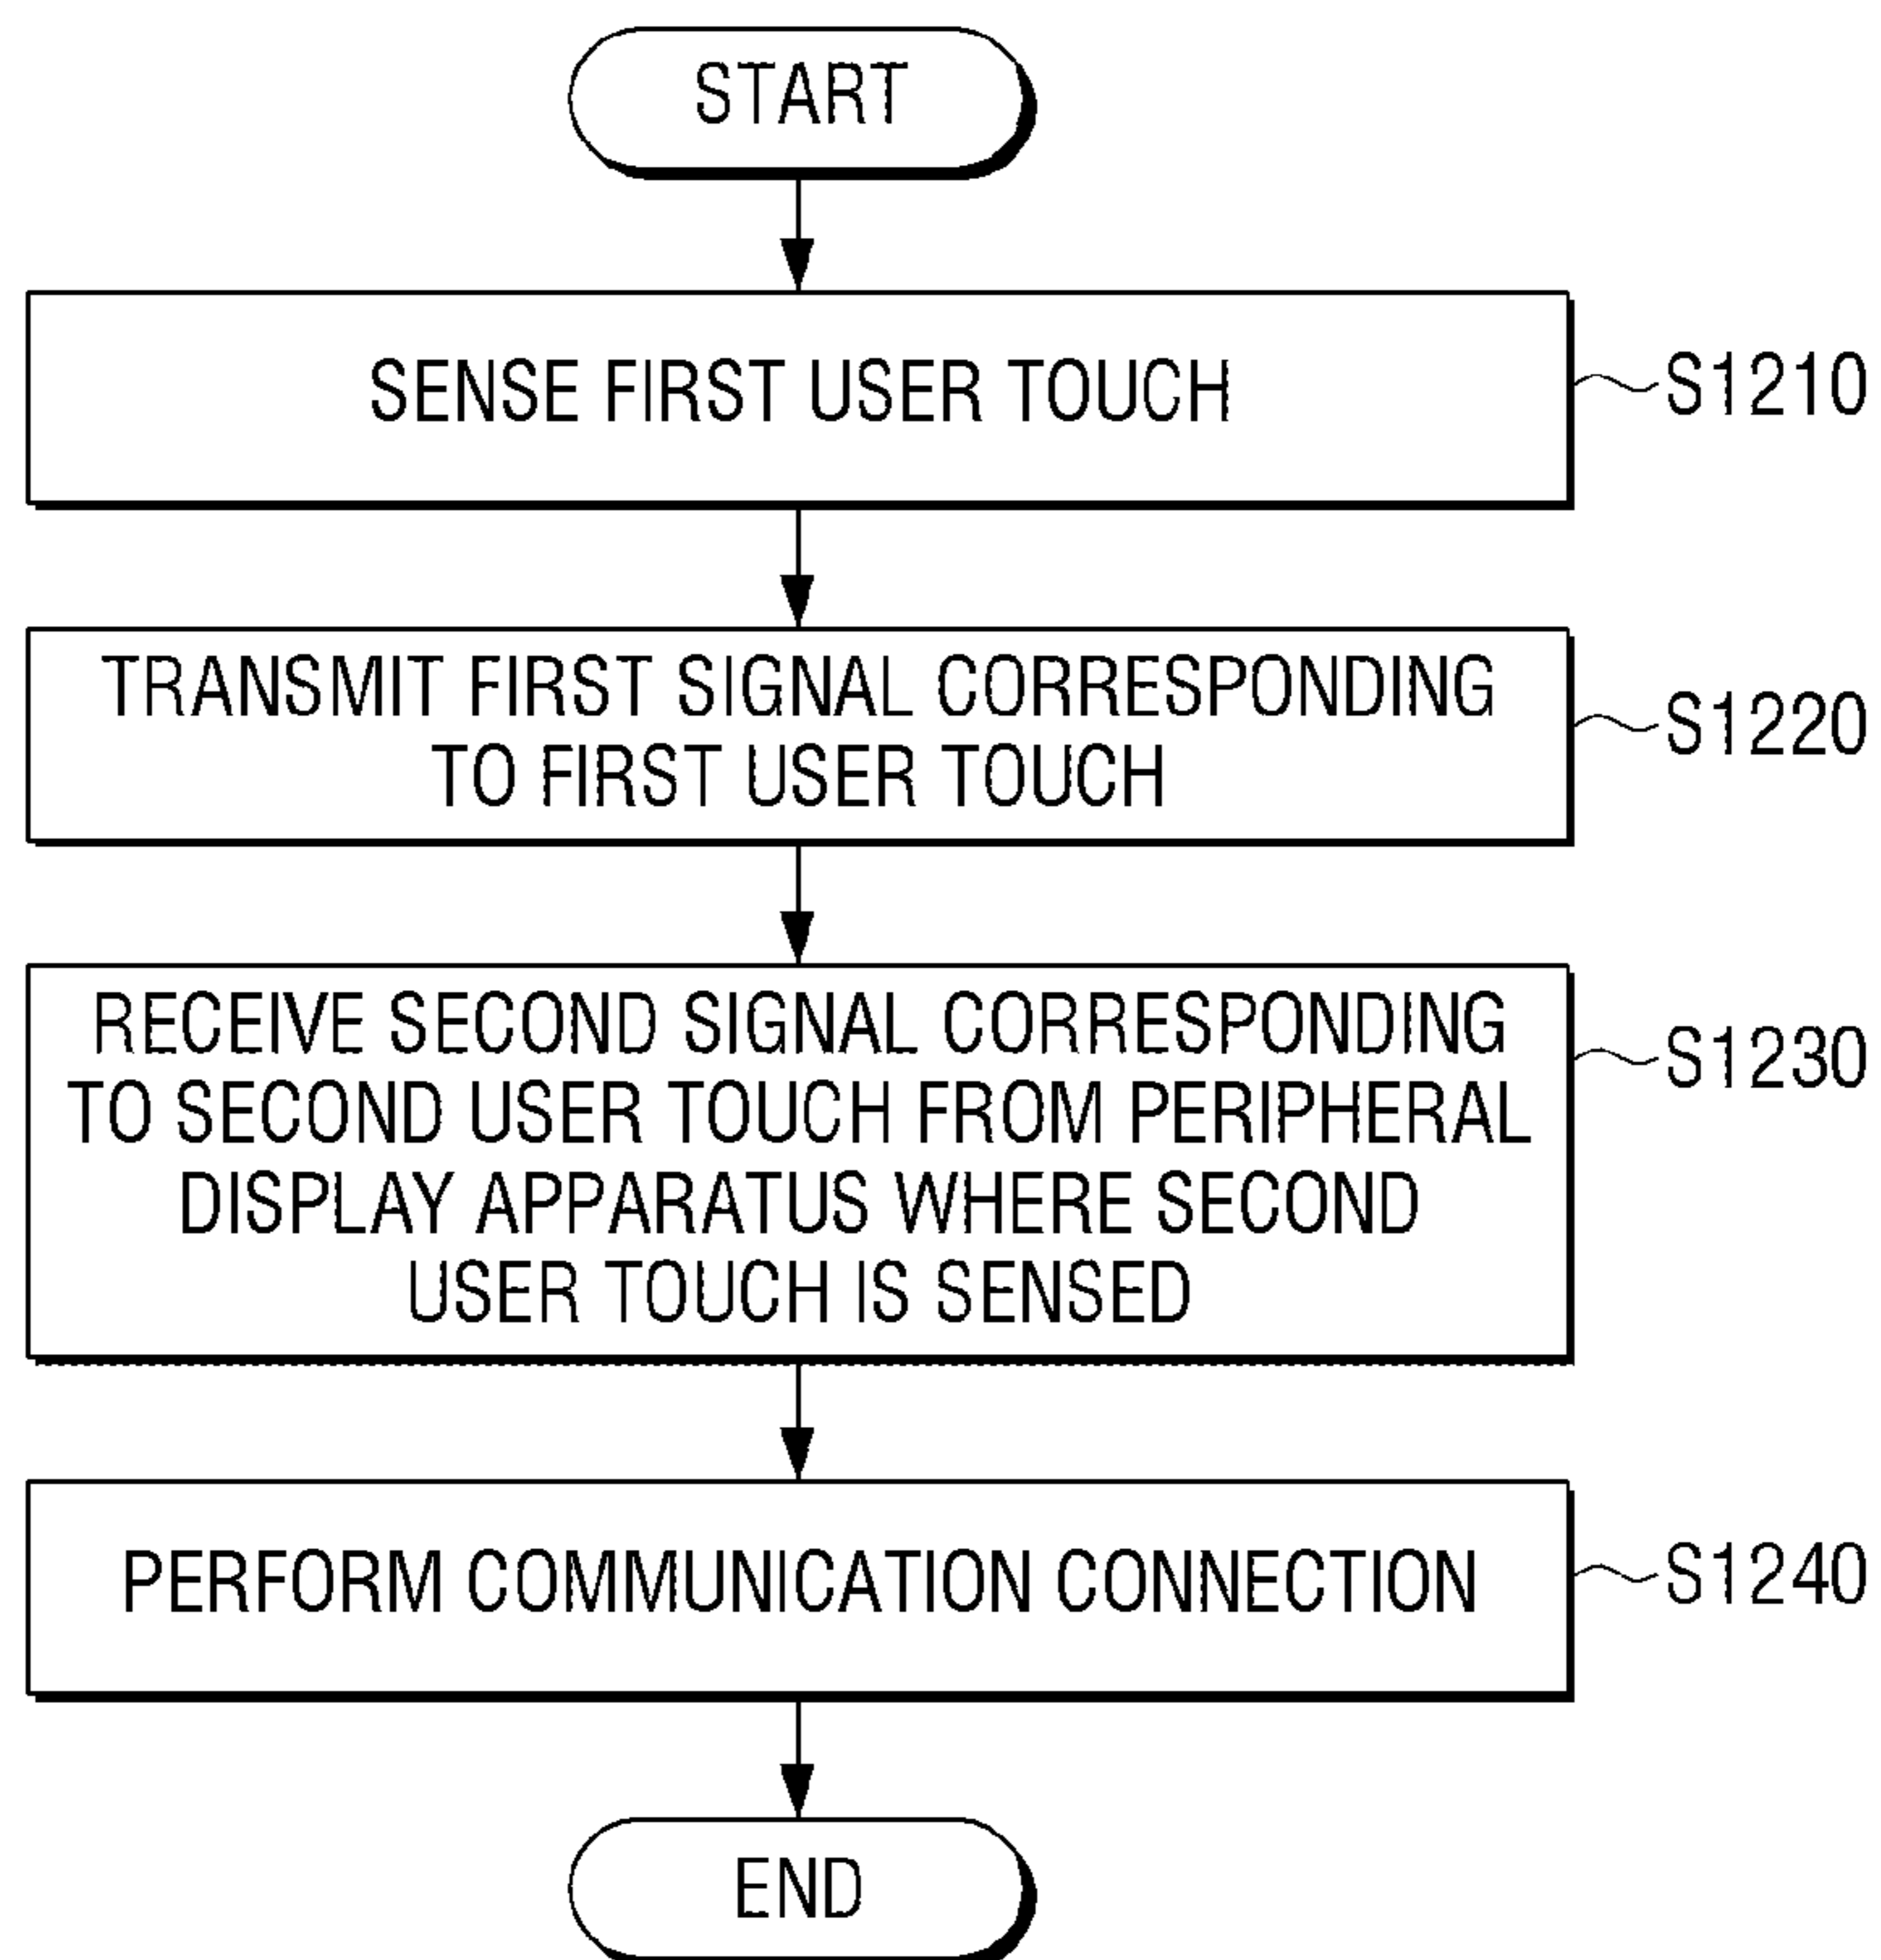 START
SENSE FIRST USER TOUCH
S1210
TRANSMIT FIRST SIGNAL CORRESPONDING
TO FIRST USER TOUCH
S1220
RECEIVE SECOND SIGNAL CORRESPONDING
TO SECOND USER TOUCH FROM PERIPHERAL
DISPLAY APPARATUS WHERE SECOND
USER TOUCH IS SENSED
S1230
PERFORM COMMUNICATION CONNECTION
S1240
END